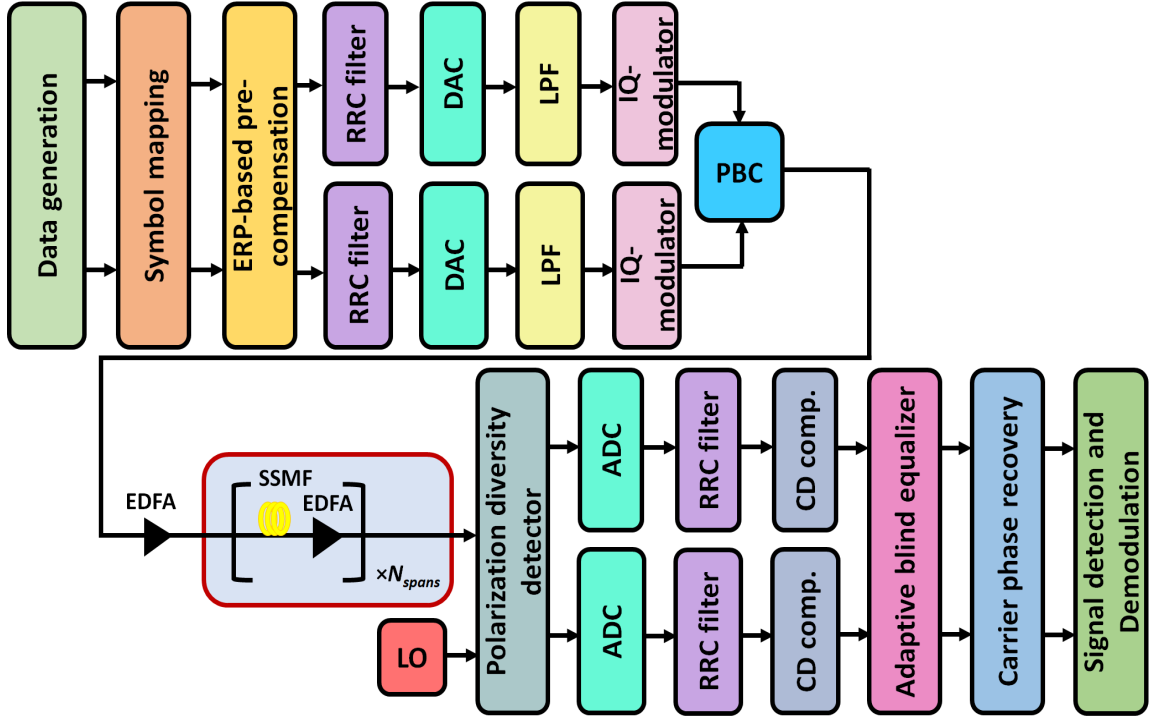 Data generation
Symbol mapping
ERP-based pre-
compensation
RRC filter
DAC
LPF
IQ-
modulator
RRC filter
DAC
LPF
IQ-
modulator
PBC
EDFA
SSMF
EDFA
×Nspans
LO
Polarization diversity
detector
ADC
RRC filter
CD comp.
ADC
RRC filter
CD comp.
Adaptive blind equalizer
Carrier phase recovery
Signal detection and
Demodulation